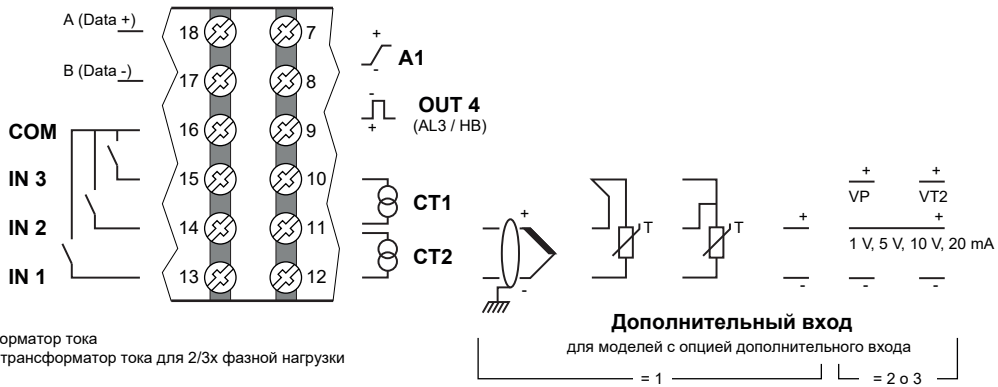 A (Data +)
18
7
+
-
A1
B (Data -)
17
8
-
+
OUT 4
(AL3 / HB)
COM
16
9
IN 3
15
10
CT1
IN 2
14
11
CT2
IN 1
13
12
+
-
T
T
+
-
+
VP
+
VT2
+
1 V, 5 V, 10 V, 20 mA
-
-
Дополнительный вход
для моделей с опцией дополнительного входа
= 1
= 2 o 3
орматор тока
трансформатор тока для 2/3х фазной нагрузки